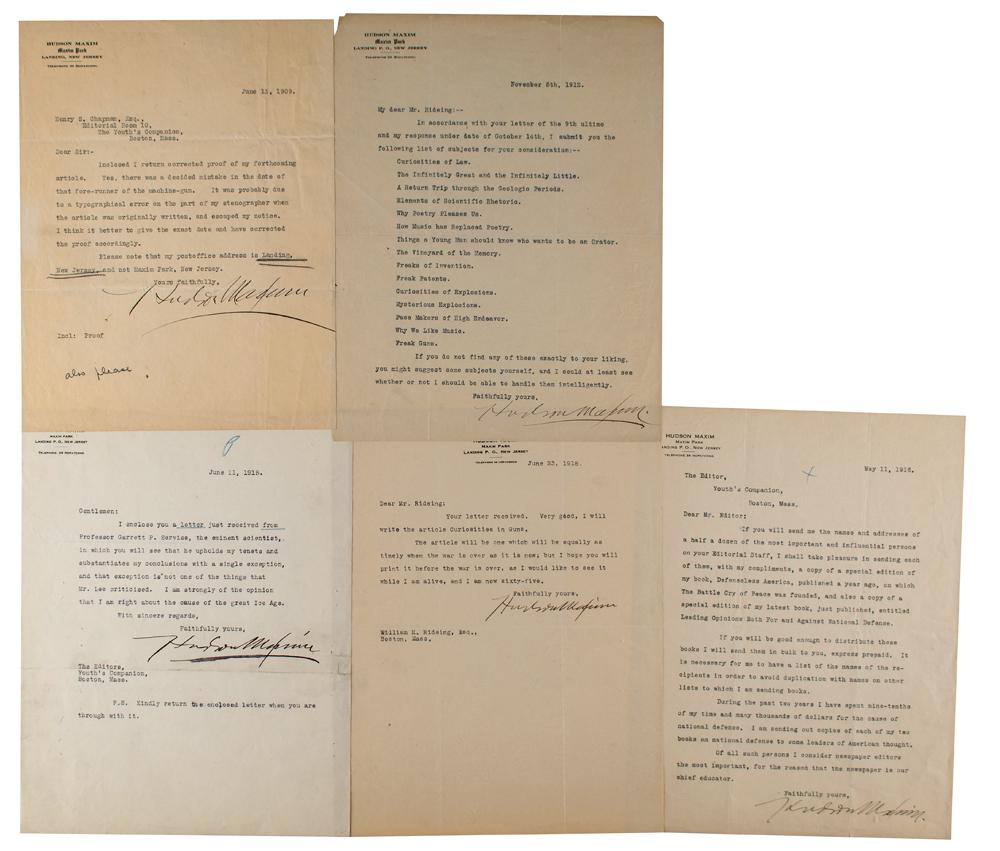 HUDSON MAXIM
Maxim Park
LANDING, NEW JERSEY
TELEPHONE 28 HOPATCONG
June 15, 1909.
Henry S. Chapman, Esq.,
Editorial Room 10,
The Youth's Companion,
Boston, Mass.
Dear Sir:-
Inclosed I return corrected proof of my forthcoming
article. Yes, there was a decided mistake in the date of
that fore-runner of the machine-gun. It was probably due
to a typographical error on the part of my stenographer when
the article was originally written, and escaped my notice.
I think it better to give the exact date and have corrected
the proof accordingly.
Please note that my postoffice address is Landing,
New Jersey, and not Maxim Park, New Jersey.
Yours faithfully,
Hudson Maxim
Incl: Proof
also please.
HUDSON MAXIM
Maxim Park
LANDING P. O., NEW JERSEY
TELEPHONE 28 HOPATCONG
November 5th, 1912.
My dear Mr. Rideing:--
In accordance with your letter of the 9th ultimo
and my response under date of October 14th, I submit you the
following list of subjects for your consideration:--
Curiosities of Law.
The Infinitely Great and the Infinitely Little.
A Return Trip through the Geologic Periods.
Elements of Scientific Rhetoric.
Why Poetry Pleases Us.
How Music has Replaced Poetry.
Things a Young Man should know who wants to be an Orator.
The Vineyard of the Memory.
Freaks of Invention.
Freak Patents.
Curiosities of Explosions.
Mysterious Explosions.
Pace Makers of High Endeavor.
Why We Like Music.
Freak Guns.
If you do not find any of these exactly to your liking,
you might suggest some subjects yourself, and I could at least see
whether or not I should be able to handle them intelligently.
Faithfully yours,
Hudson Maxim.
MAXIM PARK
LANDING P. O., NEW JERSEY
TELEPHONE 28 HOPATCONG
June 11, 1915.
Gentlemen:
I enclose you a letter just received from
Professor Garrett P. Serviss, the eminent scientist,
in which you will see that he upholds my tenets and
substantiates my conclusions with a single exception,
and that exception is not one of the things that
Mr. Lee criticised. I am strongly of the opinion
that I am right about the cause of the great Ice Age.
With sincere regards,
Faithfully yours,
Hudson Maxim
The Editors,
Youth's Companion,
Boston, Mass.
P.S. Kindly return the enclosed letter when you are
through with it.
HUDSON MAXIM
MAXIM PARK
LANDING P. O., NEW JERSEY
TELEPHONE 28 HOPATCONG
June 23, 1918.
Dear Mr. Rideing:
Your letter received. Very good, I will
write the article Curiosities in Guns.
The article will be one which will be equally as
timely when the war is over as it is now; but I hope you will
print it before the war is over, as I would like to see it
while I am alive, and I am now sixty-five.
Faithfully yours,
Hudson Maxim
William H. Rideing, Esq.,
Boston, Mass.
HUDSON MAXIM
MAXIM PARK
LANDING P. O., NEW JERSEY
TELEPHONE 28 HOPATCONG
May 11, 1916.
The Editor,
Youth's Companion,
Boston, Mass.
Dear Mr. Editor:
If you will send me the names and addresses of
a half a dozen of the most important and influential persons
on your Editorial Staff, I shall take pleasure in sending each
of them, with my compliments, a copy of a special edition of
my book, Defenseless America, published a year ago, on which
The Battle Cry of Peace was founded, and also a copy of a
special edition of my latest book, just published, entitled
Leading Opinions Both For and Against National Defense.
If you will be good enough to distribute these
books I will send them in bulk to you, express prepaid. It
is necessary for me to have a list of the names of the re-
cipients in order to avoid duplication with names on other
lists to which I am sending books.
During the past two years I have spent nine-tenths
of my time and many thousands of dollars for the cause of
national defense. I am sending out copies of each of my two
books on national defense to some leaders of American thought.
Of all such persons I consider newspaper editors
the most important, for the reason that the newspaper is our
chief educator.
Faithfully yours,
Hudson Maxim.